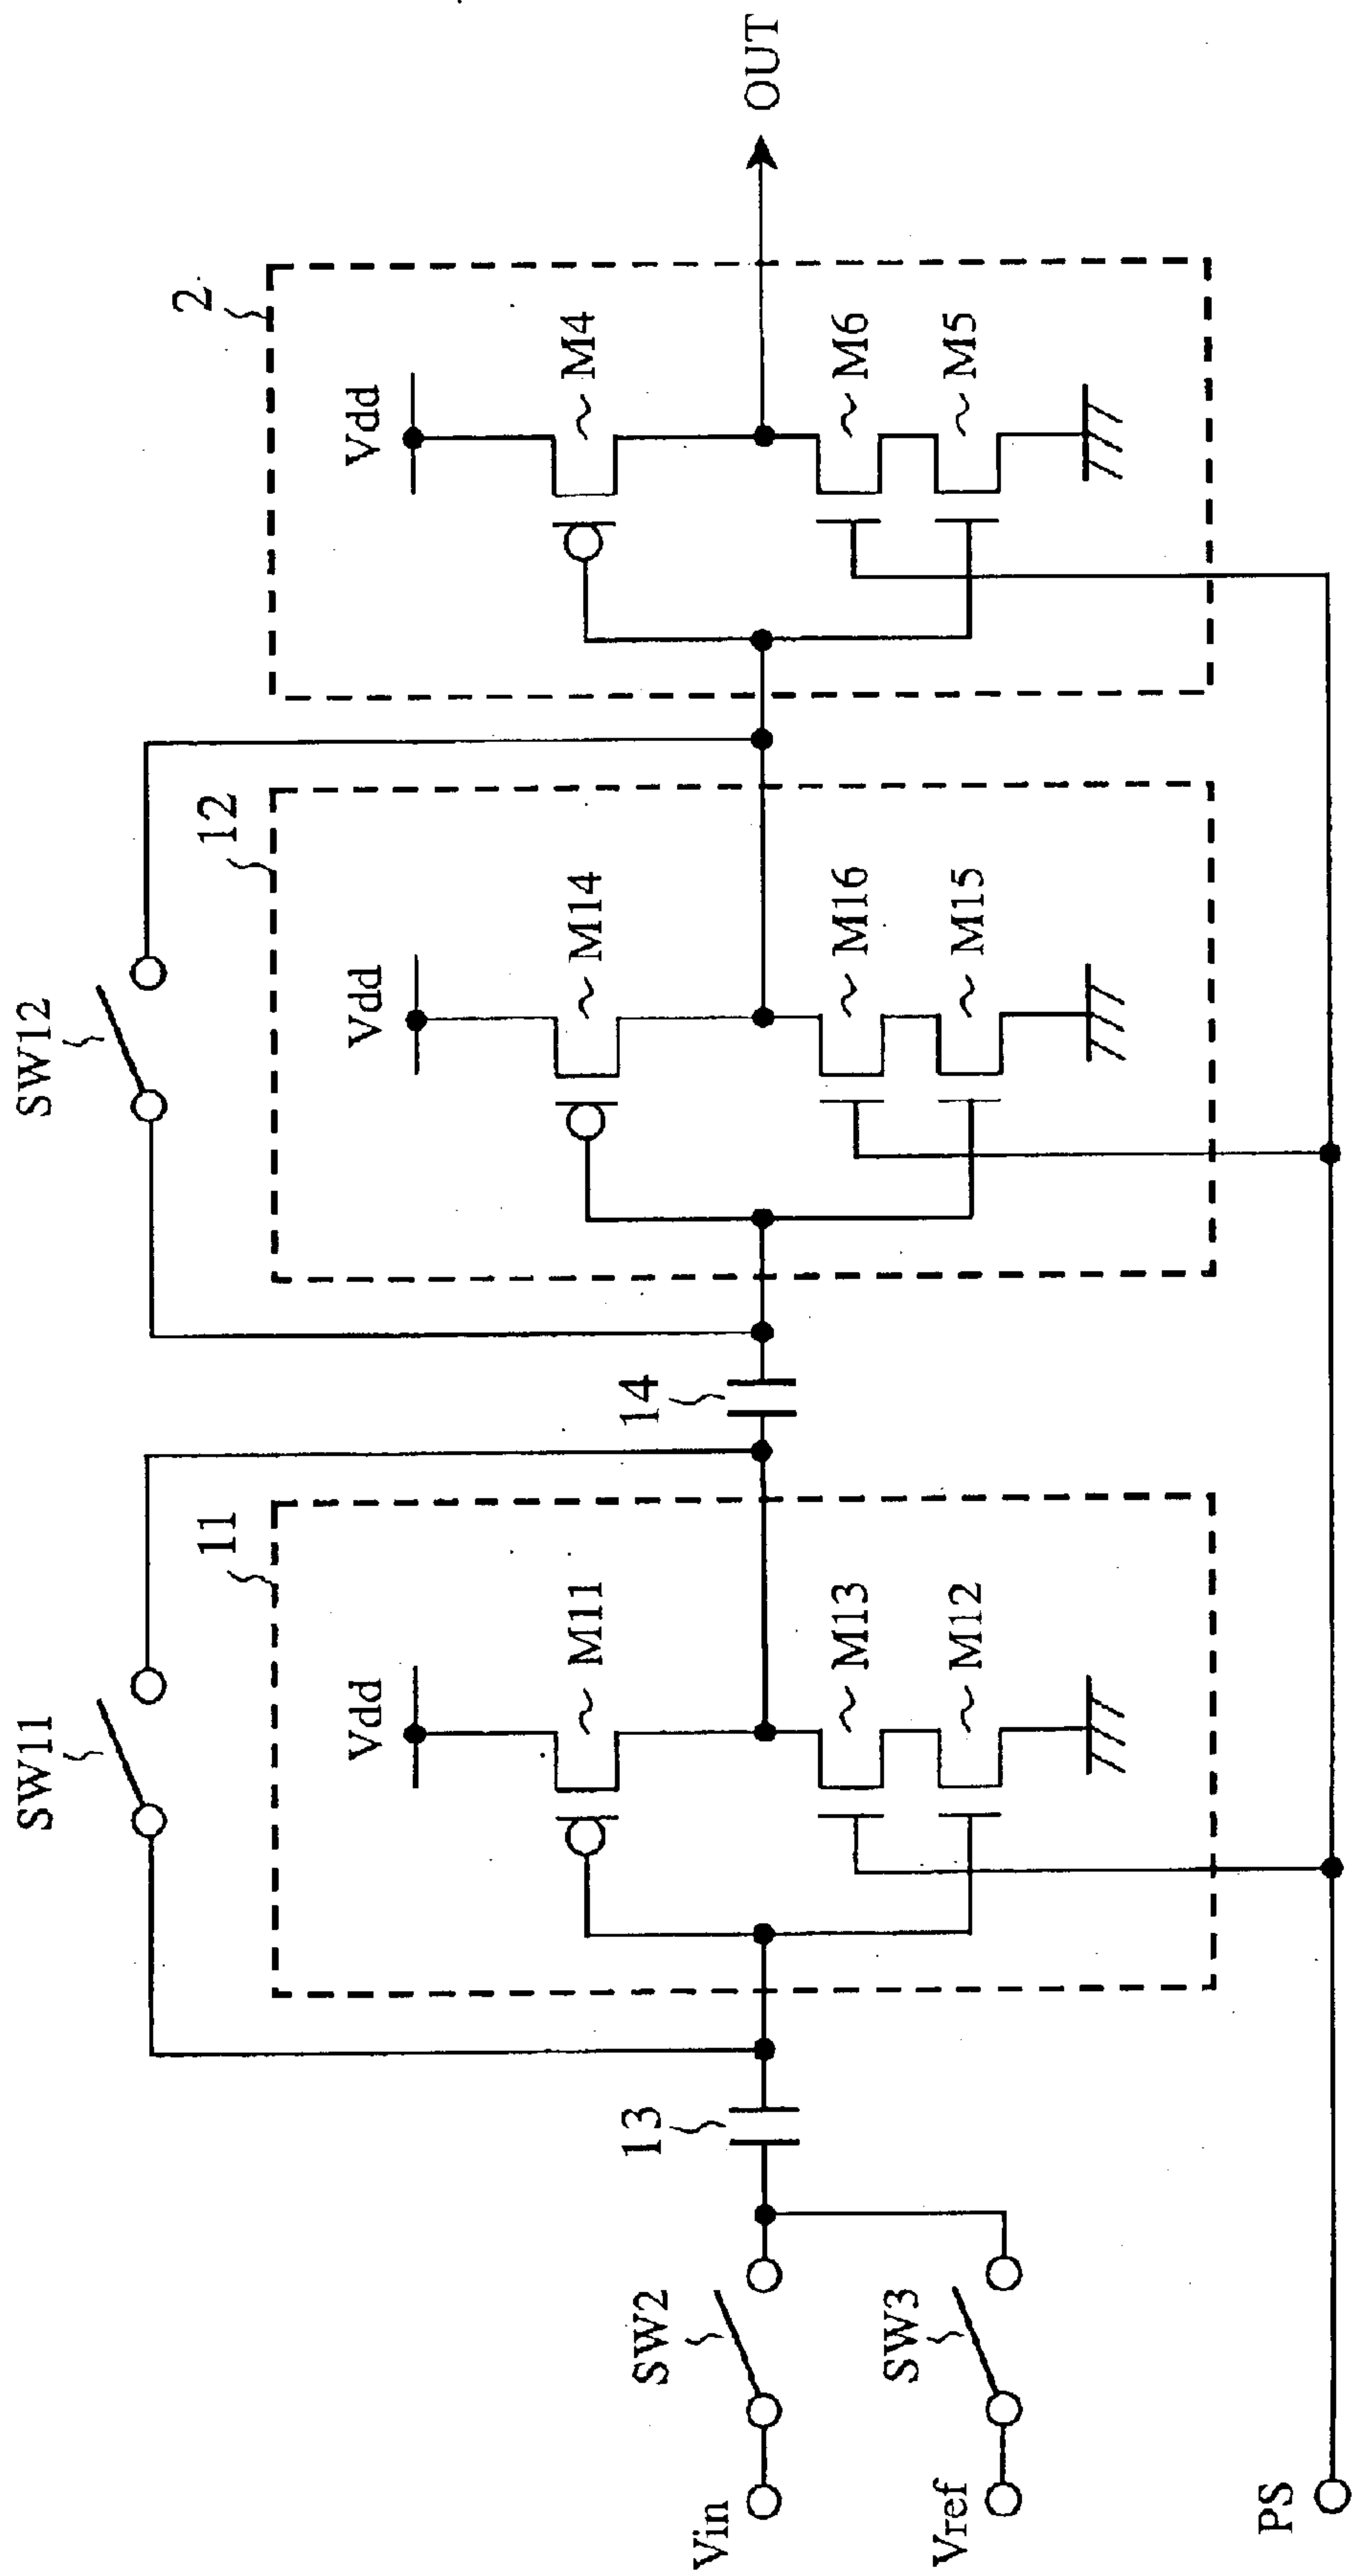 SW11
SW12
11
12
2
Vdd
Vdd
Vdd
M11
M14
M4
13
14
OUT
M13
M16
M6
M12
M15
M5
SW2
Vin
SW3
Vref
PS